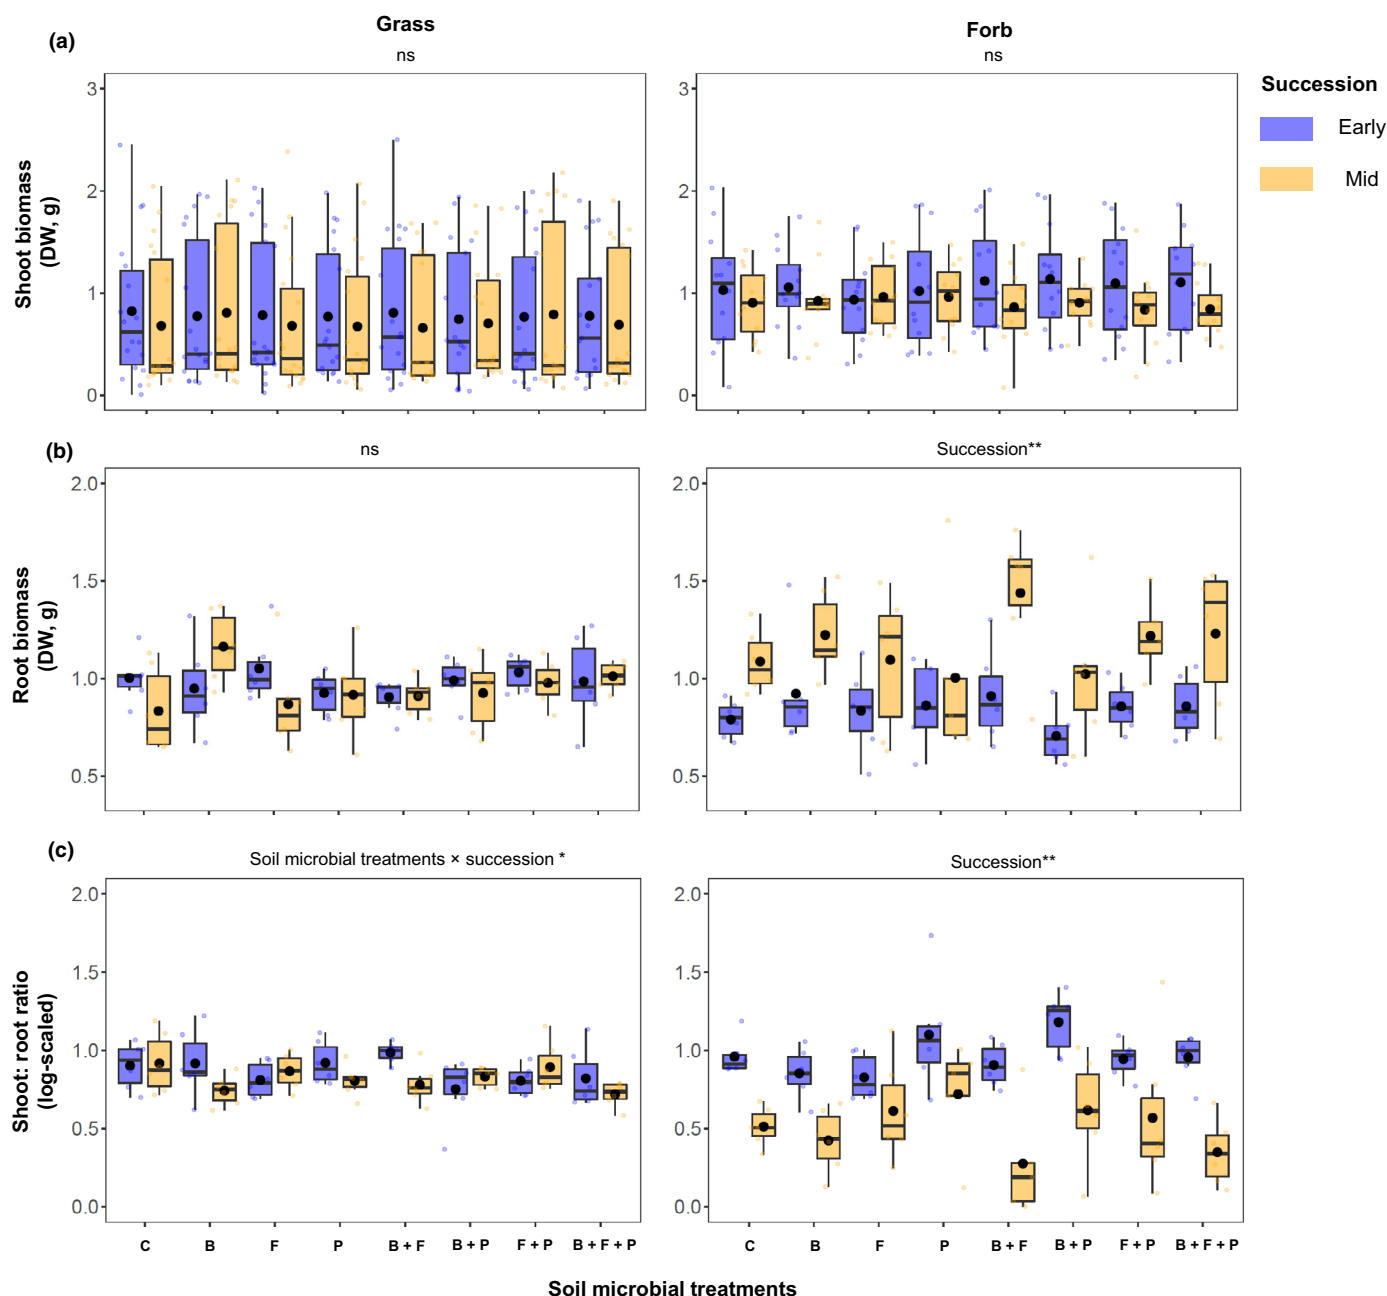 Grass
Forb
(a)
ns
ns
Succession
Early
Mid
Shoot biomass
(DW, g)
3
2
1
0
3
2
1
0
(b)
ns
Succession**
Root biomass
(DW, g)
2.0
1.5
1.0
0.5
2.0
1.5
1.0
0.5
(c)
Soil microbial treatments × succession *
Succession**
Shoot: root ratio
(log-scaled)
2.0
1.5
1.0
0.5
0.0
2.0
1.5
1.0
0.5
0.0
C B F P B + F B + P F + P B + F + P
C B F P B + F B + P F + P B + F + P
Soil microbial treatments